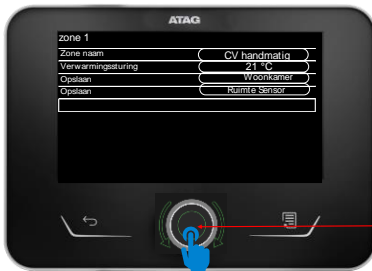 ATAG
zone 1
Zone naam CV handmatig
Verwarmingssturing 21 °C
Opslaan Woonkamer
Opslaan Ruimte Sensor